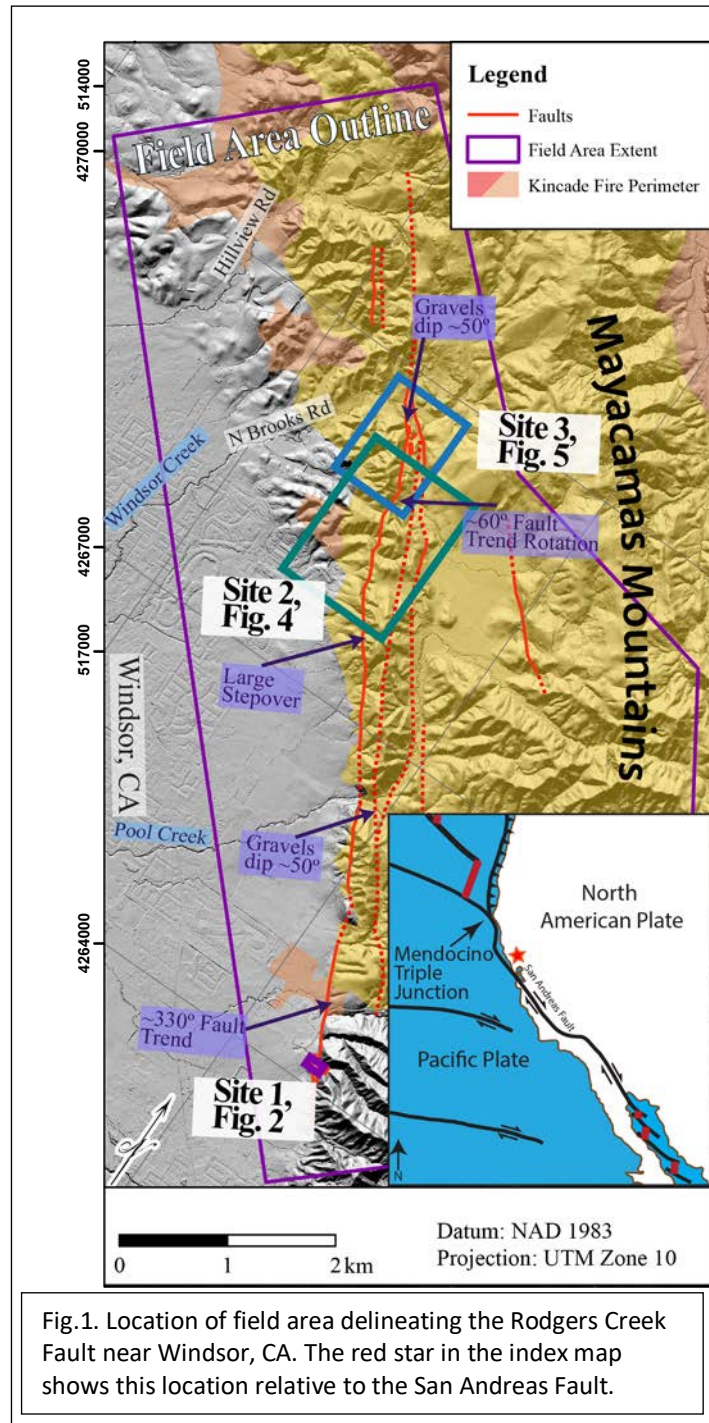 514000
4270000
Field Area Outline
Legend
Faults
Field Area Extent
Kincade Fire Perimeter
Hillview Rd
Gravels
dip ~50º
Mayacamas Mountains
N Brooks Rd
Site 3,
Fig. 5
Windsor Creek
~60º Fault
Trend Rotation
4267000
Site 2,
Fig. 4
517000
Large
Stepover
Windsor, CA
Pool Creek
Gravels
dip ~50º
4264000
~330º Fault
Trend
Site 1,
Fig. 2
North
American Plate
Mendocino
Triple
Junction
San Andreas Fault
Pacific Plate
N
0 1 2 km
Datum: NAD 1983
Projection: UTM Zone 10
Fig.1. Location of field area delineating the Rodgers Creek
Fault near Windsor, CA. The red star in the index map
shows this location relative to the San Andreas Fault.